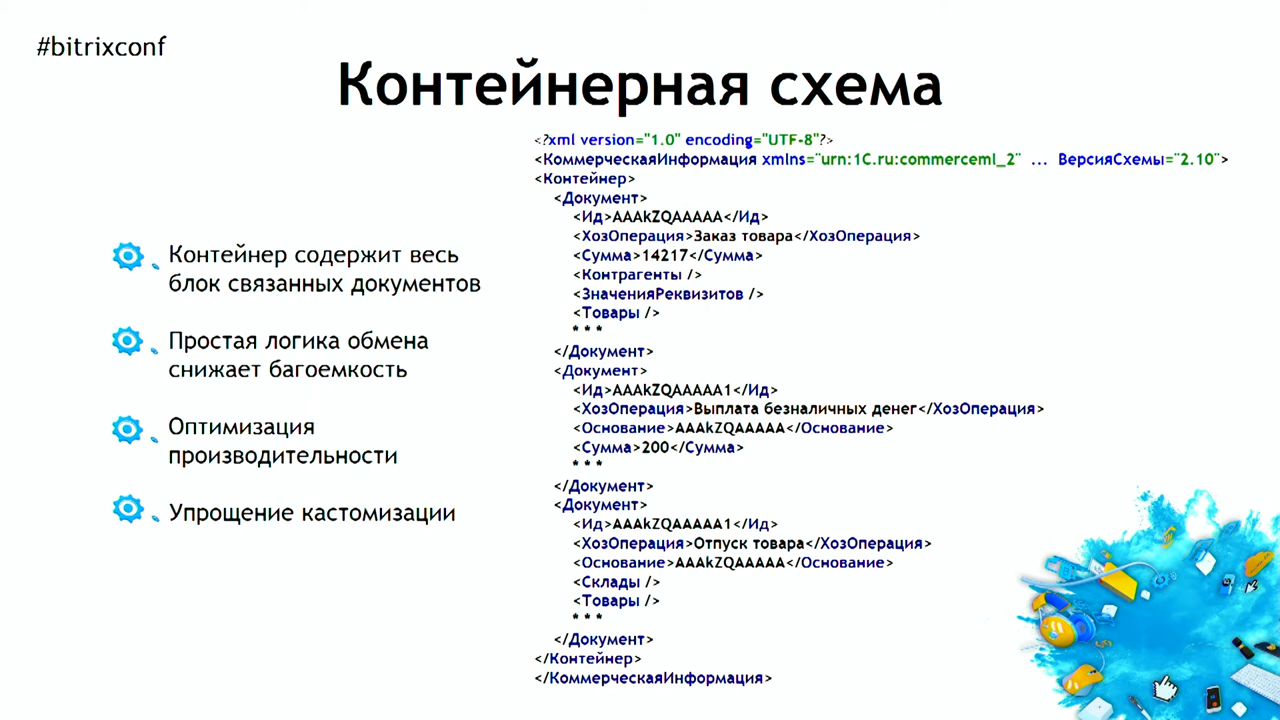 #bitrixconf
Контейнерная схема
Контейнер содержит весь
блок связанных документов
Простая логика обмена
снижает багоемкость
Оптимизация
производительности
Упрощение кастомизации
<?xml version="1.0" encoding="UTF-8"?>
<КоммерческаяИнформация xmlns="urn:1C.ru:commerceml_2" ... ВерсияСхемы="2.10">
<Контейнер>
<Документ>
<Ид>AAAkZQAAAAA</Ид>
<ХозОперация>Заказ товара</ХозОперация>
<Сумма>14217</Сумма>
<Контрагенты />
<ЗначенияРеквизитов />
<Товары />
* * *
</Документ>
<Документ>
<Ид>AAAkZQAAAAA1</Ид>
<ХозОперация>Выплата безналичных денег</ХозОперация>
<Основание>AAAkZQAAAAA</Основание>
<Сумма>200</Сумма>
* * *
</Документ>
<Документ>
<Ид>AAAkZQAAAAA1</Ид>
<ХозОперация>Отпуск товара</ХозОперация>
<Основание>AAAkZQAAAAA</Основание>
<Склады />
<Товары />
* * *
</Документ>
</Контейнер>
</КоммерческаяИнформация>